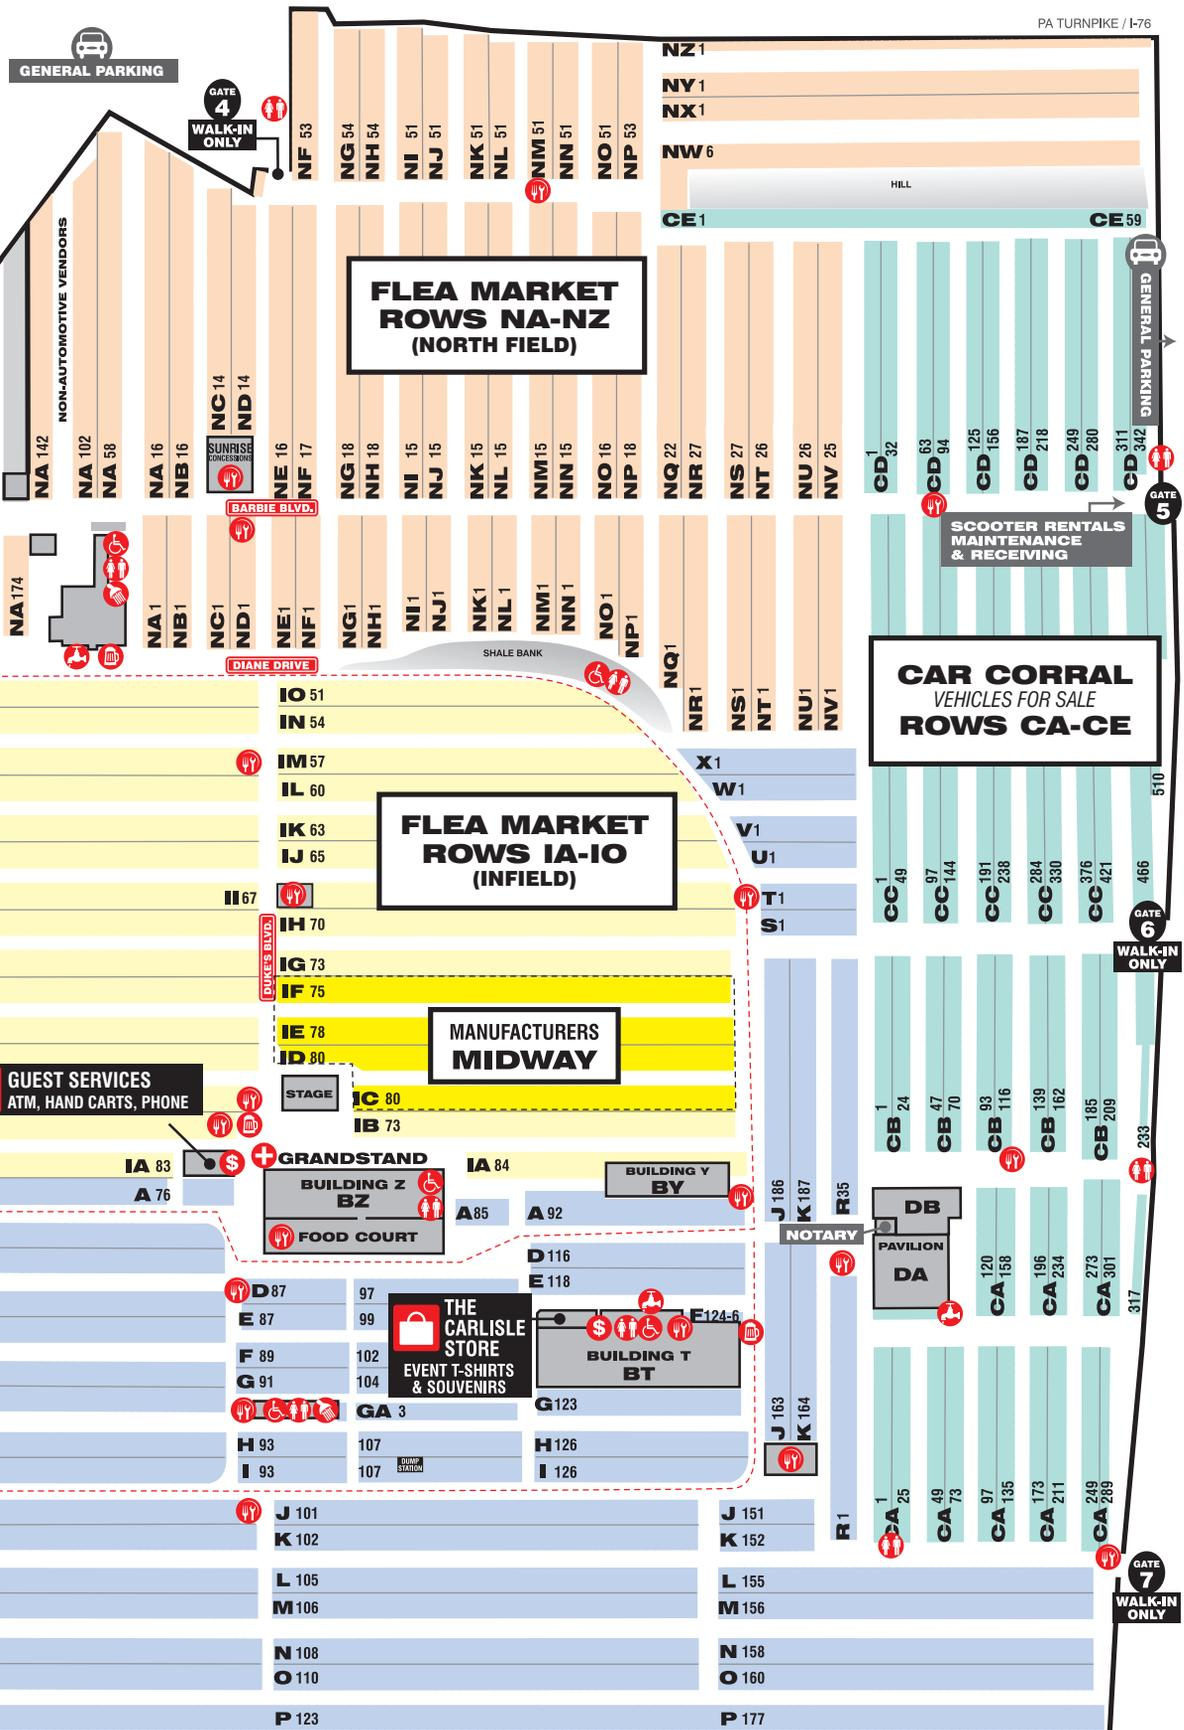 PA TURNPIKE / I-76
GENERAL PARKING
GATE
4
WALK-IN
ONLY
NF 53
NG 54
NH 54
NI 51
NJ 51
NK 51
NL 51
NM 51
NN 51
NO 51
NP 53
NZ 1
NY 1
NX 1
NW 6
HILL
CE 1
CE 59
GENERAL PARKING
NON-AUTOMOTIVE VENDORS
FLEA MARKET
ROWS NA-NZ
(NORTH FIELD)
NC 14
ND 14
SUNRISE
CONCESSIONS
NA 142
NA 102
NA 58
NA 16
NB 16
NE 16
NF 17
NG 18
NH 18
NI 15
NJ 15
NK 15
NL 15
NM 15
NN 15
NO 16
NP 18
NQ 22
NR 27
NS 27
NT 26
NU 26
NV 25
CD 1
32
CD 63
94
CD 125
156
CD 187
218
CD 249
280
CD 311
342
BARBIE BLVD.
GATE
5
SCOOTER RENTALS
MAINTENANCE
& RECEIVING
NA 174
NA 1
NB 1
NC 1
ND 1
NE 1
NF 1
NG 1
NH 1
NI 1
NJ 1
NK 1
NL 1
NM 1
NN 1
NO 1
NP 1
NQ 1
NR 1
NS 1
NT 1
NU 1
NV 1
DIANE DRIVE
SHALE BANK
CAR CORRAL
VEHICLES FOR SALE
ROWS CA-CE
IO 51
IN 54
IM 57
IL 60
IK 63
IJ 65
II 67
IH 70
IG 73
IF 75
IE 78
ID 80
IC 80
IB 73
X 1
W 1
V 1
U 1
T 1
S 1
FLEA MARKET
ROWS IA-IO
(INFIELD)
DUKE'S BLVD.
MANUFACTURERS
MIDWAY
STAGE
510
CC 1
49
CC 97
144
CC 191
238
CC 284
330
CC 376
421
466
GATE
6
WALK-IN
ONLY
GUEST SERVICES
ATM, HAND CARTS, PHONE
$
IA 83
A 76
GRANDSTAND
BUILDING Z
BZ
FOOD COURT
IA 84
BUILDING Y
BY
A 85
A 92
J 186
K 187
R 35
CB 1
24
CB 47
70
CB 93
116
CB 139
162
CB 185
209
233
NOTARY
DB
PAVILION
DA
CA 120
158
CA 196
234
CA 273
301
317
D 116
E 118
D 87
97
E 87
99
F 89
102
G 91
104
GA 3
THE
CARLISLE
STORE
EVENT T-SHIRTS
& SOUVENIRS
F 124-6
$
BUILDING T
BT
G 123
H 93
107
H 126
I 93
107
DUMP
STATION
I 126
J 163
K 164
R 1
CA 1
25
CA 49
73
CA 97
135
CA 173
211
CA 249
289
J 101
J 151
K 102
K 152
L 105
L 155
M 106
M 156
N 108
N 158
O 110
O 160
P 123
P 177
GATE
7
WALK-IN
ONLY